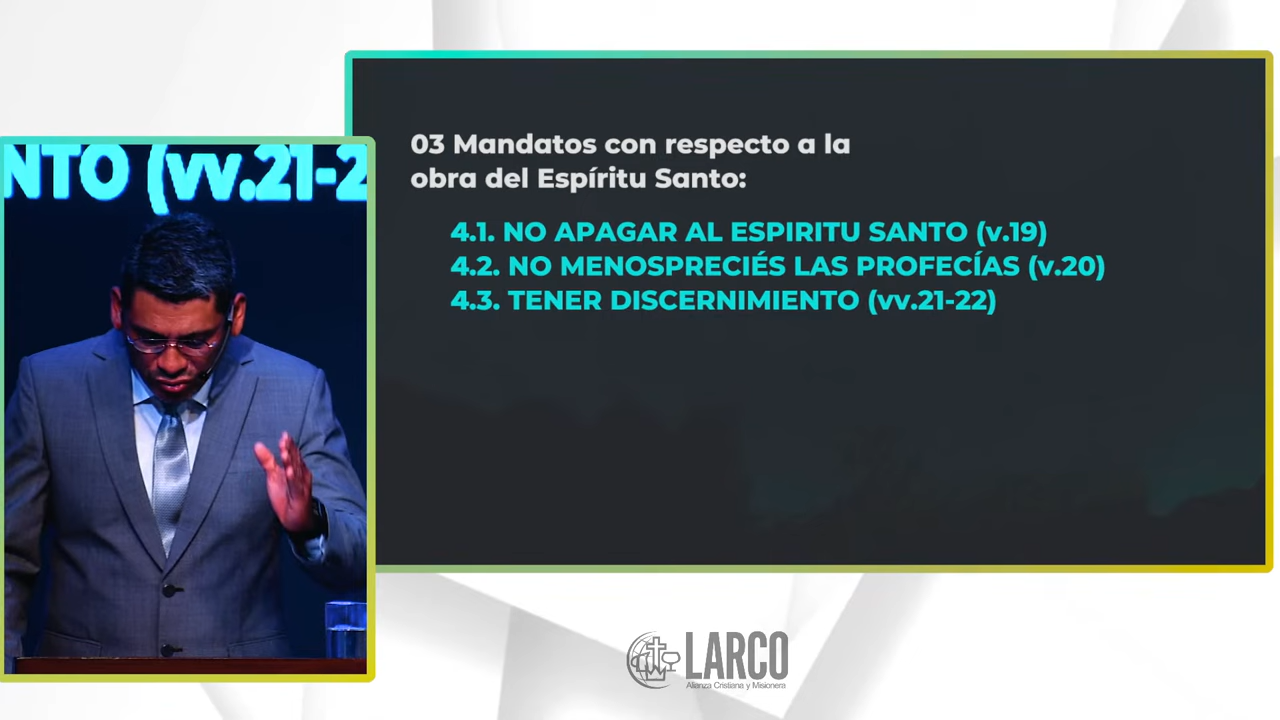 NTO (vv.21-2
03 Mandatos con respecto a la
obra del Espíritu Santo:
4.1. NO APAGAR AL ESPIRITU SANTO (v.19)
4.2. NO MENOSPRECIÉS LAS PROFECÍAS (v.20)
4.3. TENER DISCERNIMIENTO (vv.21-22)
LARCO
Alianza Cristiana y Misionera